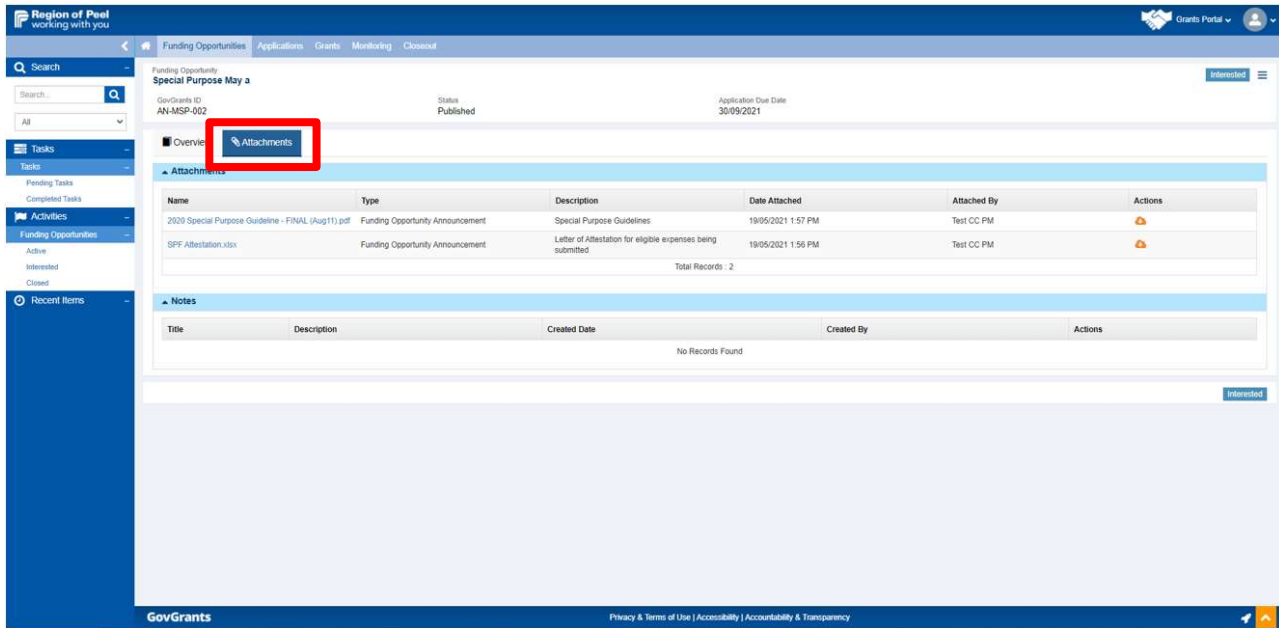 Region of Peel
working with you
Grants Portal
Funding Opportunities Applications Grants Monitoring Closeout
Search
Search...
All
Tasks
Tasks
Pending Tasks
Completed Tasks
Activities
Funding Opportunities
Active
Interested
Closed
Recent Items
Funding Opportunity
Special Purpose May a
Interested
GovGrants ID Status Application Due Date
AN-MSP-002 Published 30/09/2021
Overview Attachments
Attachments
Name Type Description Date Attached Attached By Actions
2020 Special Purpose Guideline - FINAL (Aug11).pdf Funding Opportunity Announcement Special Purpose Guidelines 19/05/2021 1:57 PM Test CC PM
SPF Attestation.xlsx Funding Opportunity Announcement Letter of Attestation for eligible expenses being submitted 19/05/2021 1:56 PM Test CC PM
Total Records : 2
Notes
Title Description Created Date Created By Actions
No Records Found
Interested
GovGrants
Privacy & Terms of Use | Accessibility | Accountability & Transparency